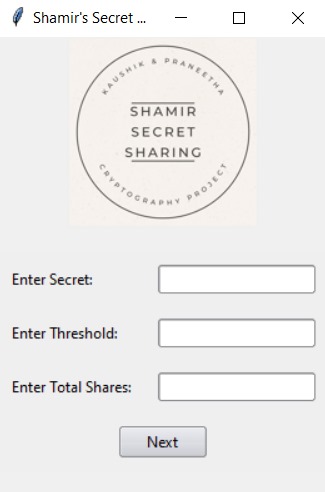 Shamir's Secret ...
KAUSHIK & PRANEETHA
SHAMIR
SECRET
SHARING
CRYPTOGRAPHY PROJECT
Enter Secret:
Enter Threshold:
Enter Total Shares:
Next